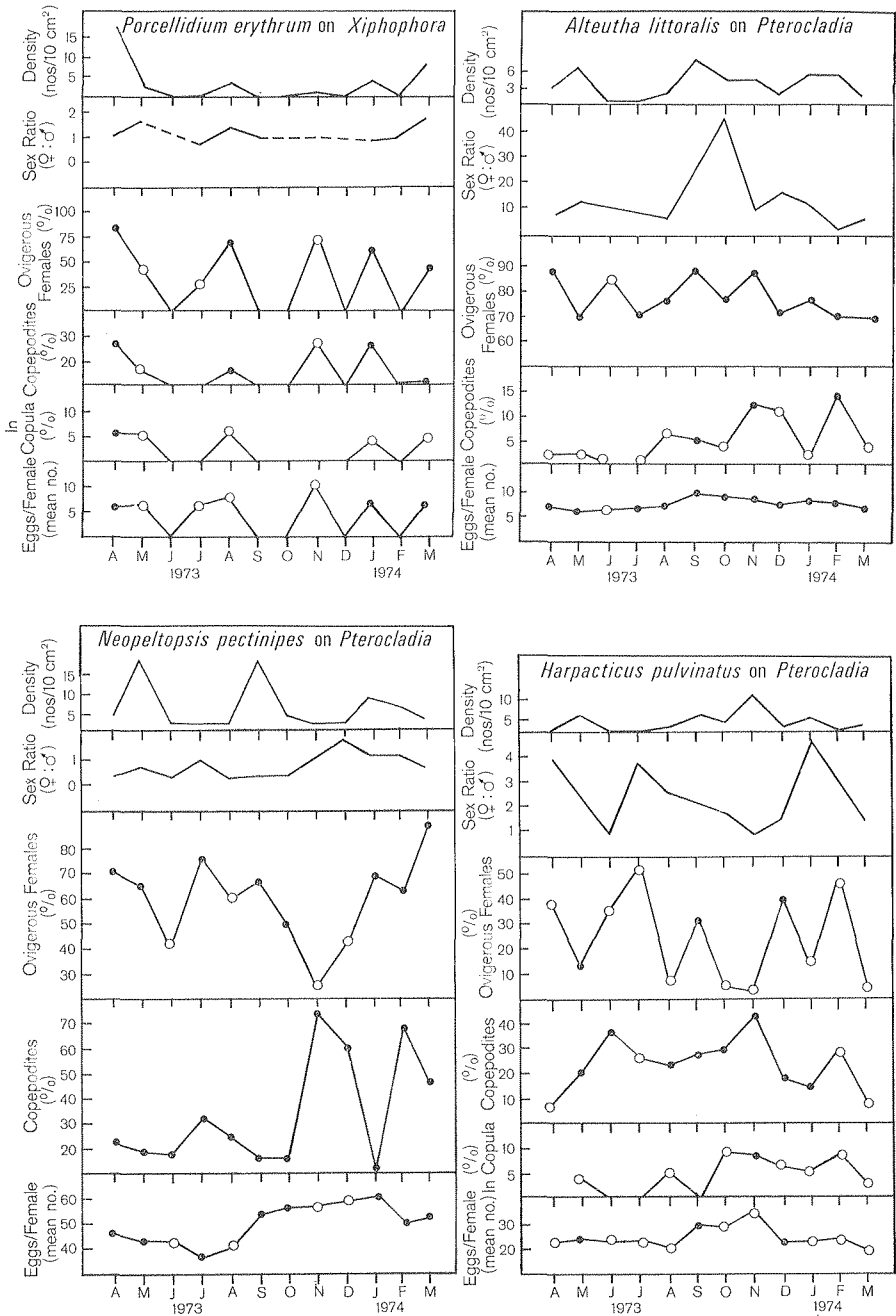 Porcellidium erythrum on Xiphophora
Density
(nos/10 cm²)
15
10
5
Sex Ratio
(♀:♂)
2
1
0
Ovigerous
Females (%)
100
75
50
25
Copepodites
(%)
30
20
In
Copula
(%)
10
5
Eggs/Female
(mean no.)
10
5
A M J J A S O N D J F M
1973 1974
Alteutha littoralis on Pterocladia
Density
(nos/10 cm²)
6
3
Sex Ratio
(♀:♂)
40
30
20
10
Ovigerous
Females (%)
90
80
70
60
Copepodites
(%)
15
10
5
Eggs/Female
(mean no.)
10
5
A M J J A S O N D J F M
1973 1974
Neopeltopsis pectinipes on Pterocladia
Density
(nos/10 cm²)
15
10
5
Sex Ratio
(♀:♂)
1
0
Ovigerous Females
(%)
80
70
60
50
40
30
Copepodites
(%)
70
60
50
40
30
20
Eggs/Female
(mean no.)
60
50
40
A M J J A S O N D J F M
1973 1974
Harpacticus pulvinatus on Pterocladia
Density
(nos/10 cm²)
10
5
Sex Ratio
(♀:♂)
4
3
2
1
(%)
Ovigerous Females
50
40
30
20
10
(%)
Copepodites
40
30
20
10
(%)
In Copula
10
5
Eggs/Female
(mean no.)
30
20
A M J J A S O N D J F M
1973 1974